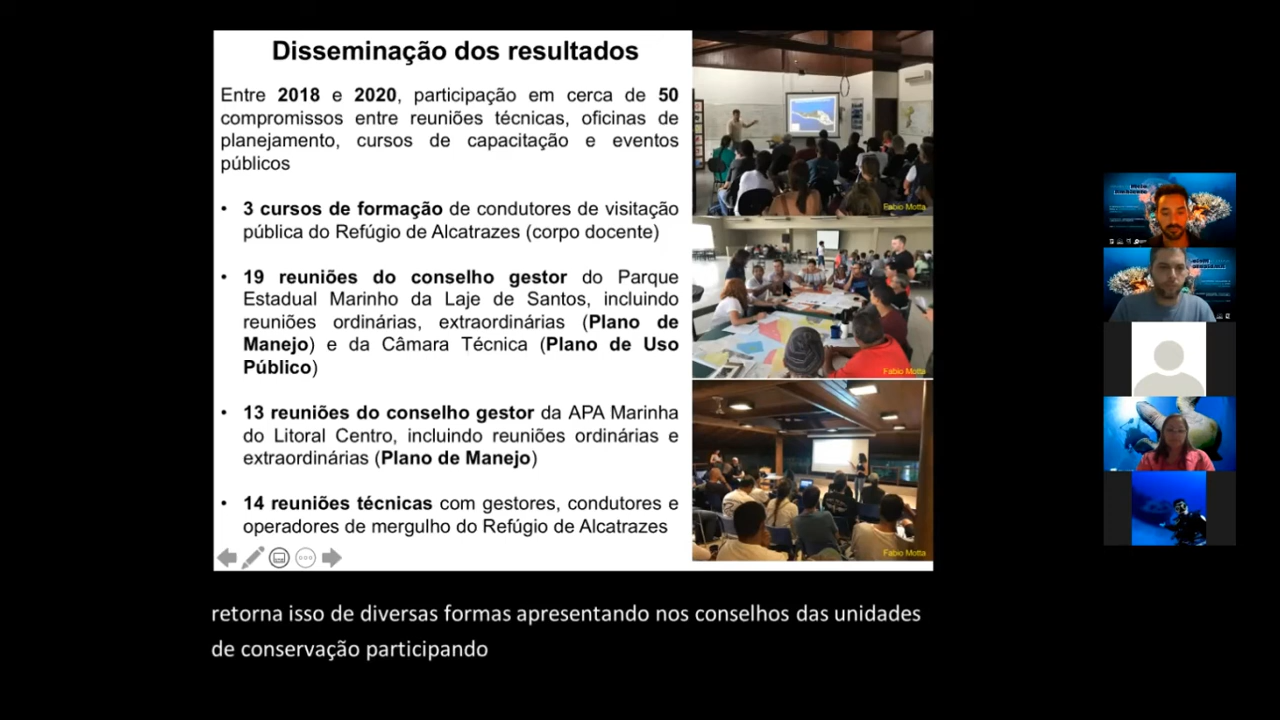 Disseminação dos resultados
Entre 2018 e 2020, participação em cerca de 50
compromissos entre reuniões técnicas, oficinas de
planejamento, cursos de capacitação e eventos
públicos
• 3 cursos de formação de condutores de visitação
pública do Refúgio de Alcatrazes (corpo docente)
• 19 reuniões do conselho gestor do Parque
Estadual Marinho da Laje de Santos, incluindo
reuniões ordinárias, extraordinárias (Plano de
Manejo) e da Câmara Técnica (Plano de Uso
Público)
• 13 reuniões do conselho gestor da APA Marinha
do Litoral Centro, incluindo reuniões ordinárias e
extraordinárias (Plano de Manejo)
• 14 reuniões técnicas com gestores, condutores e
operadores de mergulho do Refúgio de Alcatrazes
Fabio Motta
Fabio Motta
Fabio Motta
retorna isso de diversas formas apresentando nos conselhos das unidades
de conservação participando